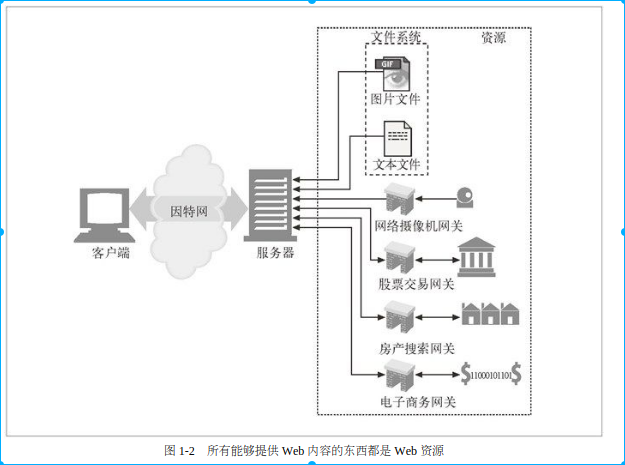 文件系统
资源
GIF
图片文件
文本文件
因特网
客户端
服务器
网络摄像机网关
股票交易网关
房产搜索网关
$11000101101$
电子商务网关
图 1-2 所有能够提供 Web 内容的东西都是 Web 资源